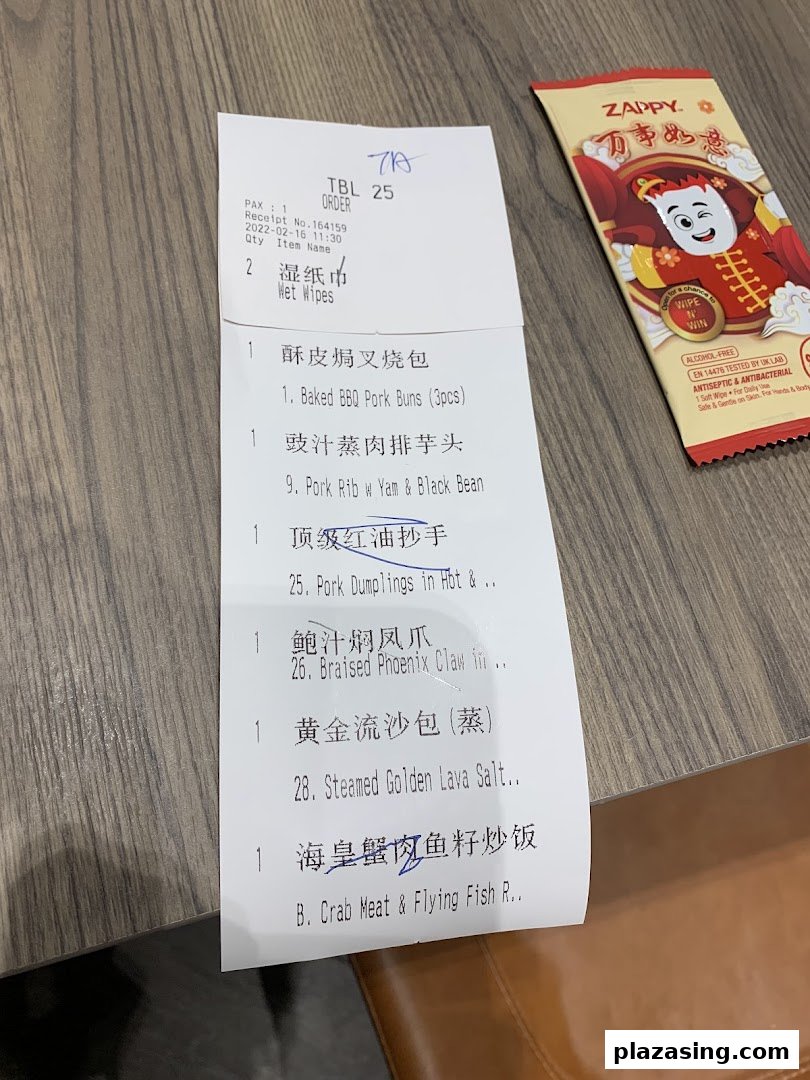 TA
TBL 25
ORDER
PAX : 1
Receipt No.164159
2022-02-16 11:30
Qty Item Name
2 湿纸巾
Wet Wipes
1 酥皮焗叉烧包
1. Baked BBQ Pork Buns (3pcs)
1 豉汁蒸肉排芋头
9. Pork Rib w Yam & Black Bean
1 顶级红油抄手
25. Pork Dumplings in Hot & ..
1 鲍汁焖凤爪
26. Braised Phoenix Claw in ..
1 黄金流沙包(蒸)
28. Steamed Golden Lava Salt..
1 海皇蟹肉鱼籽炒饭
B. Crab Meat & Flying Fish R..
ZAPPY
万事如意
Open for a chance to
WIPE
N'
WIN
ALCOHOL-FREE
EN 14476 TESTED BY UK LAB
ANTISEPTIC & ANTIBACTERIAL
1 Soft Wipe • For Daily Use
Safe & Gentle on Skin. For Hands & Body
plazasing.com